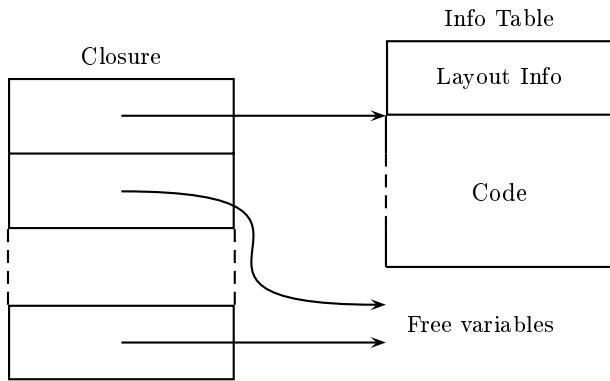 Info Table
Closure
Layout Info
Code
Free variables